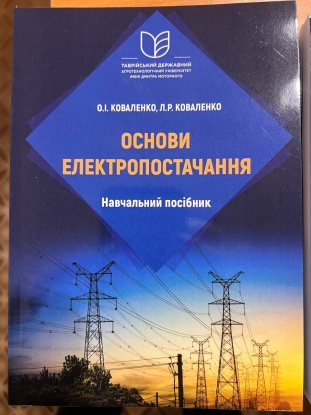 ТАВРІЙСЬКИЙ ДЕРЖАВНИЙ
АГРОТЕХНОЛОГІЧНИЙ УНІВЕРСИТЕТ
ІМЕНІ ДМИТРА МОТОРНОГО
О.І. КОВАЛЕНКО, Л.Р. КОВАЛЕНКО
ОСНОВИ
ЕЛЕКТРОПОСТАЧАННЯ
Навчальний посібник